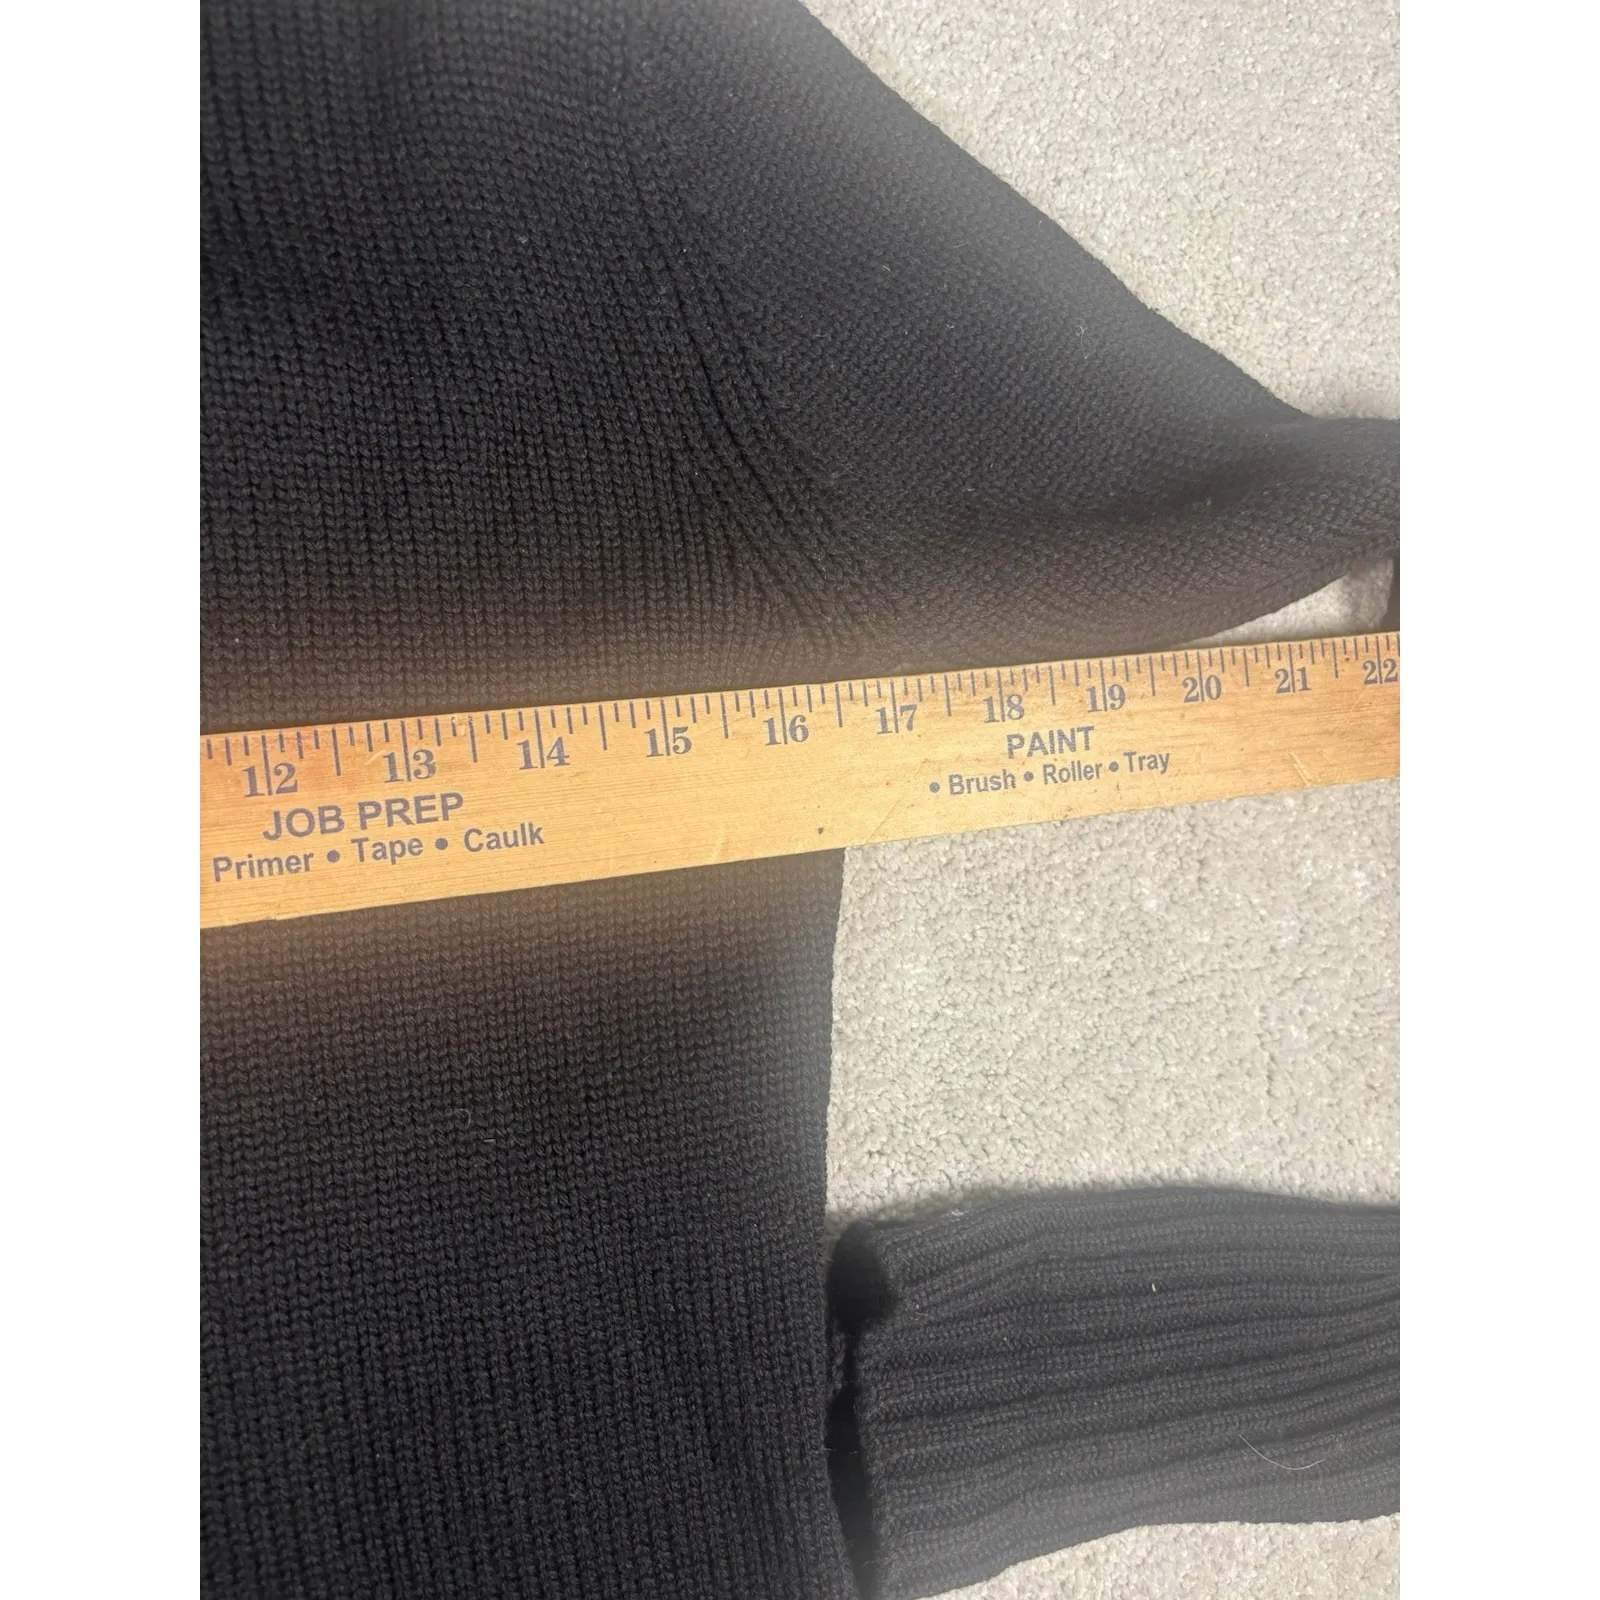 12 13 14 15 16 17 18 19 20 21 22
JOB PREP
Primer • Tape • Caulk
PAINT
• Brush • Roller • Tray